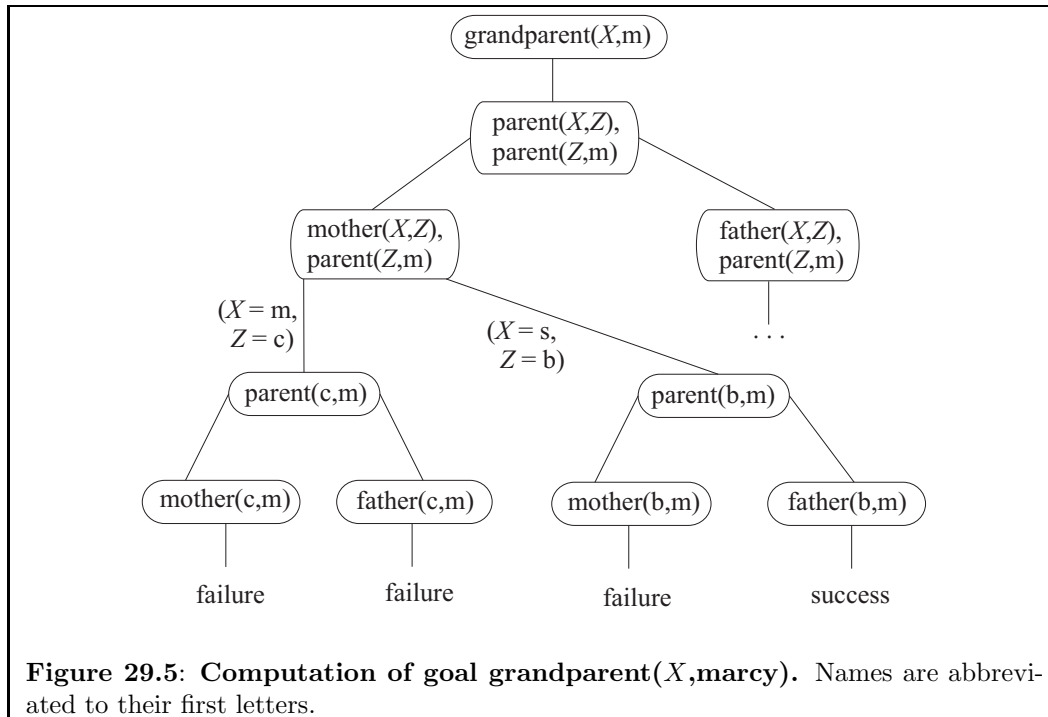 grandparent(X,m)
parent(X,Z),
parent(Z,m)
mother(X,Z),
parent(Z,m)
father(X,Z),
parent(Z,m)
(X = m,
Z = c)
(X = s,
Z = b)
. . .
parent(c,m)
parent(b,m)
mother(c,m)
father(c,m)
mother(b,m)
father(b,m)
failure
failure
failure
success
Figure 29.5: Computation of goal grandparent(X,marcy). Names are abbrevi-
ated to their first letters.